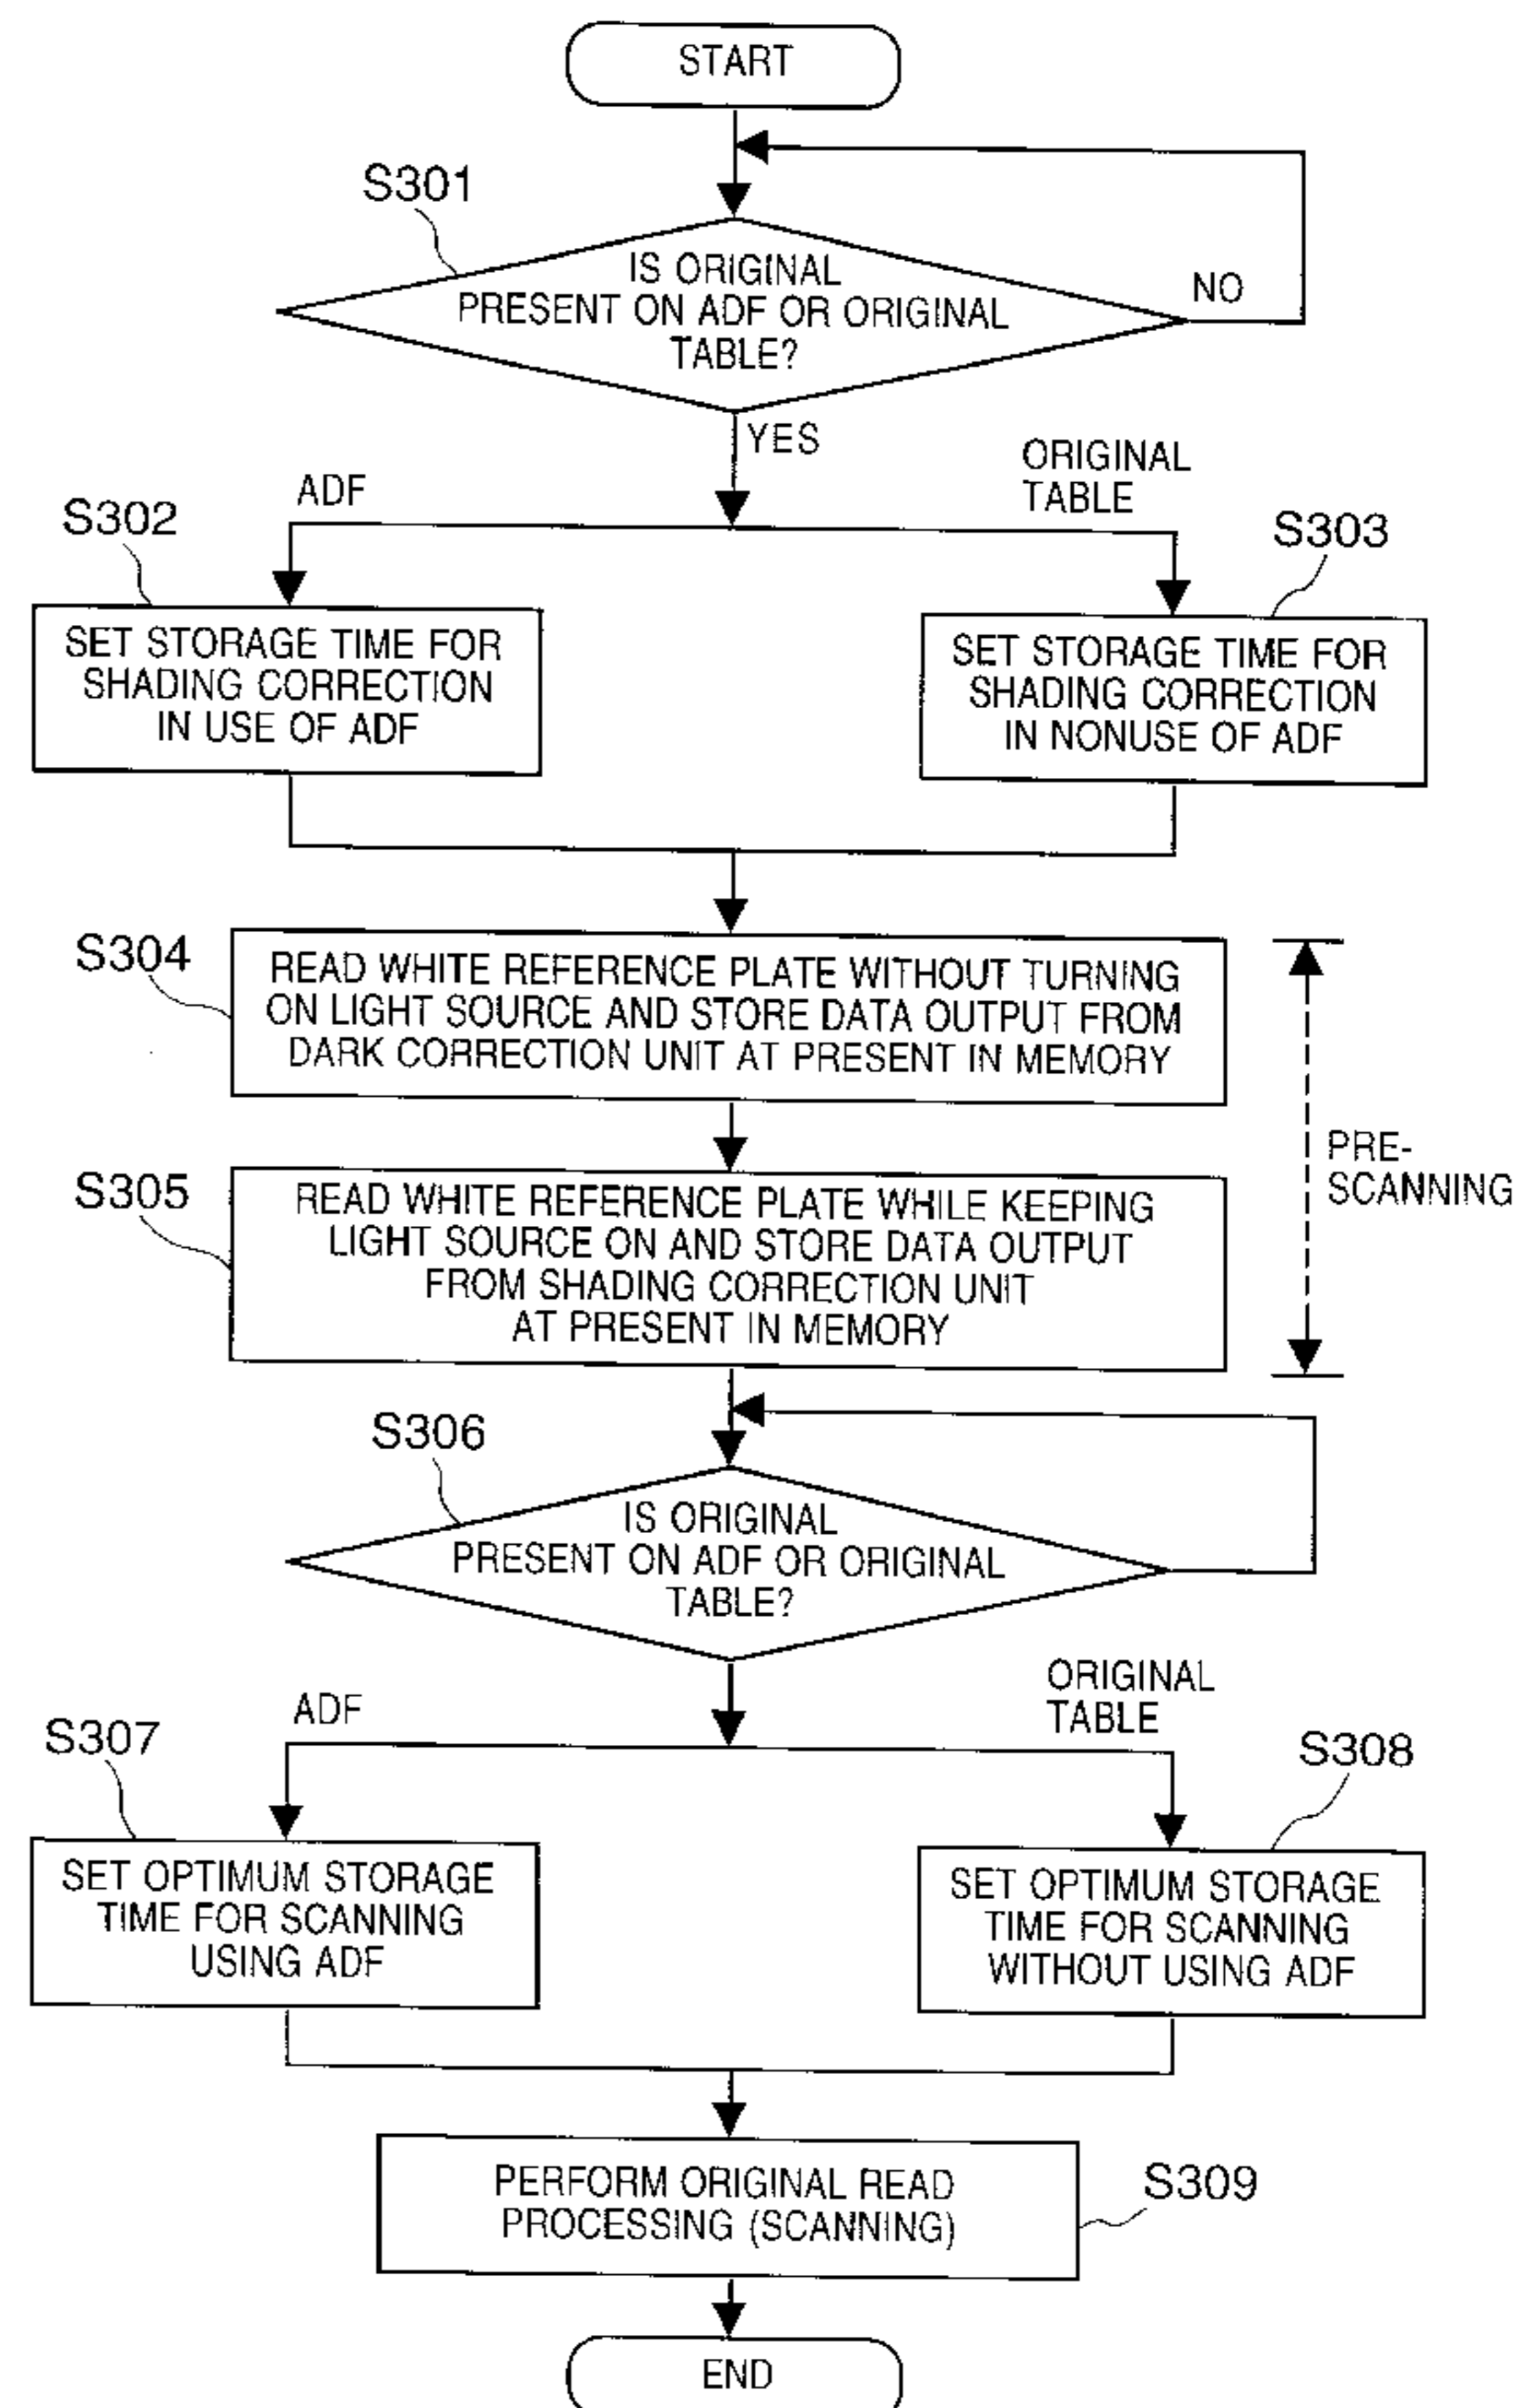 START
S301
IS ORIGINAL
PRESENT ON ADF OR ORIGINAL
TABLE?
NO
YES
ADF
ORIGINAL
TABLE
S302
S303
SET STORAGE TIME FOR
SHADING CORRECTION
IN USE OF ADF
SET STORAGE TIME FOR
SHADING CORRECTION
IN NONUSE OF ADF
S304
READ WHITE REFERENCE PLATE WITHOUT TURNING
ON LIGHT SOURCE AND STORE DATA OUTPUT FROM
DARK CORRECTION UNIT AT PRESENT IN MEMORY
PRE-
SCANNING
S305
READ WHITE REFERENCE PLATE WHILE KEEPING
LIGHT SOURCE ON AND STORE DATA OUTPUT
FROM SHADING CORRECTION UNIT
AT PRESENT IN MEMORY
S306
IS ORIGINAL
PRESENT ON ADF OR ORIGINAL
TABLE?
ADF
ORIGINAL
TABLE
S307
S308
SET OPTIMUM STORAGE
TIME FOR SCANNING
USING ADF
SET OPTIMUM STORAGE
TIME FOR SCANNING
WITHOUT USING ADF
PERFORM ORIGINAL READ
PROCESSING (SCANNING)
S309
END